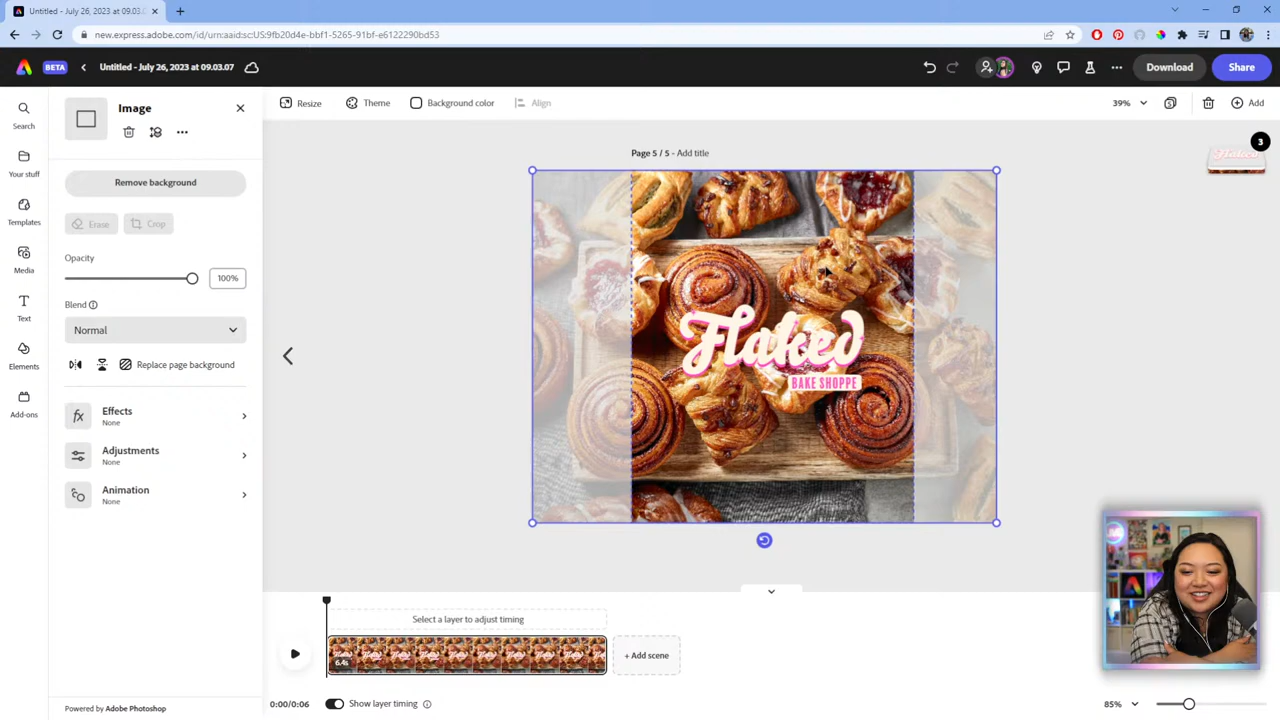 Untitled - July 26, 2023 at 09.03.0
new.express.adobe.com/id/urn:aaid:sc:US:9fb20d4e-bbf1-5265-91bf-e6122290bd53
BETA
Untitled - July 26, 2023 at 09.03.07
Download
Share
Search
Your stuff
Templates
Media
Text
Elements
Add-ons
Image
Remove background
Erase
Crop
Opacity
100%
Blend
Normal
Replace page background
fx
Effects
None
Adjustments
None
Animation
None
Powered by Adobe Photoshop
Resize
Theme
Background color
Align
39%
Add
Page 5 / 5 - Add title
Flaked
3
Flaked
BAKE SHOPPE
Select a layer to adjust timing
6.4s
+ Add scene
0:00/0:06
Show layer timing
85%